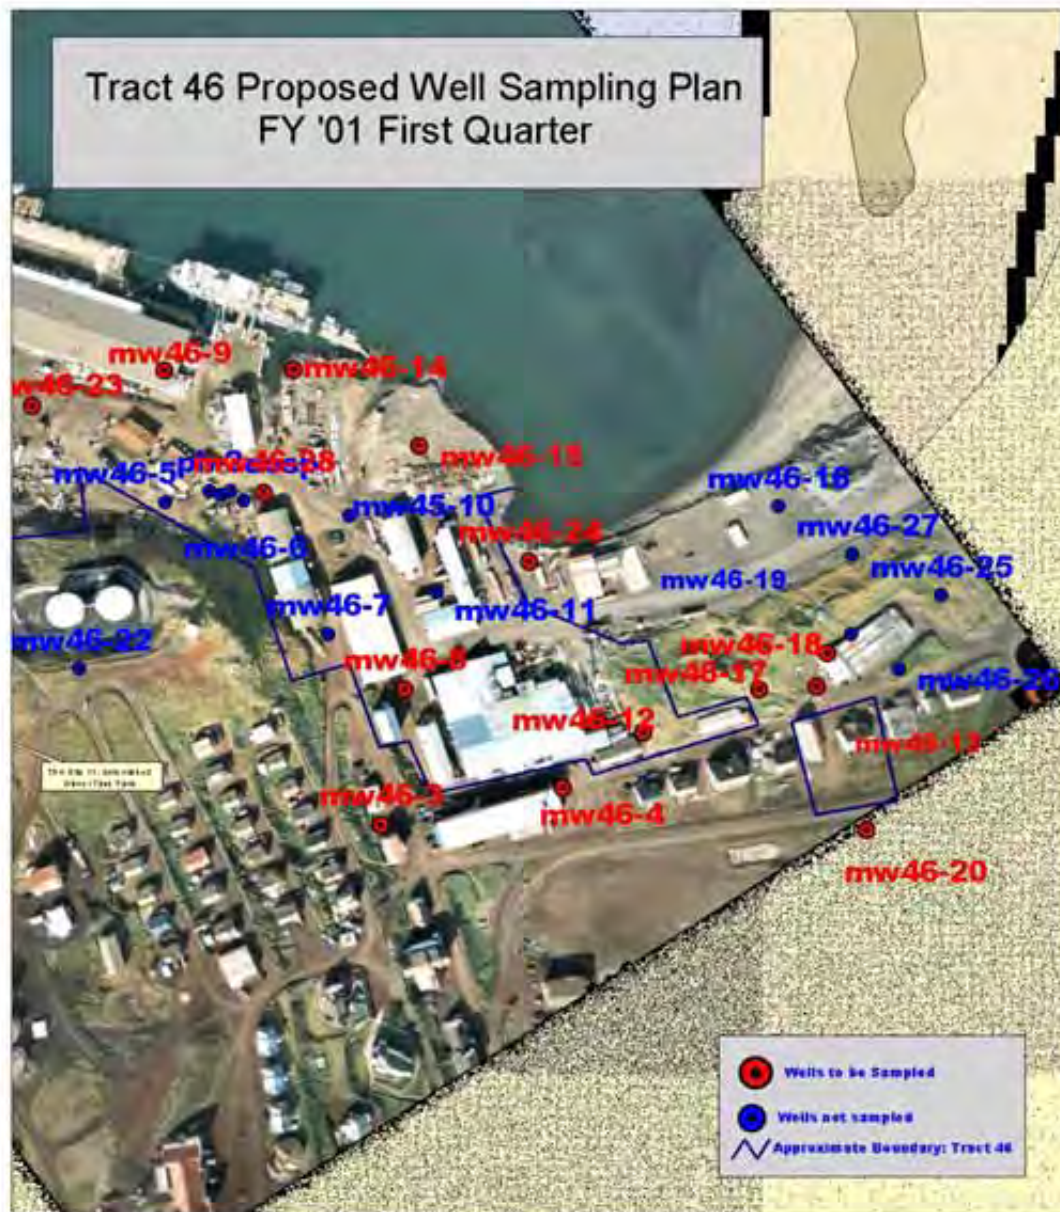 Tract 46 Proposed Well Sampling Plan
FY '01 First Quarter
mw46-9
mw46-14
w46-23
mw46-15
mw46-5
mw45-10
mw46-16
mw46-24
mw46-27
mw46-6
mw46-19
mw46-25
mw46-7
mw46-11
mw46-22
mw46-8
mw46-18
mw46-17
mw46-12
mw46-13
mw46-3
mw46-4
mw46-20
Wells to be Sampled
Wells not sampled
Approximate Boundary: Tract 46